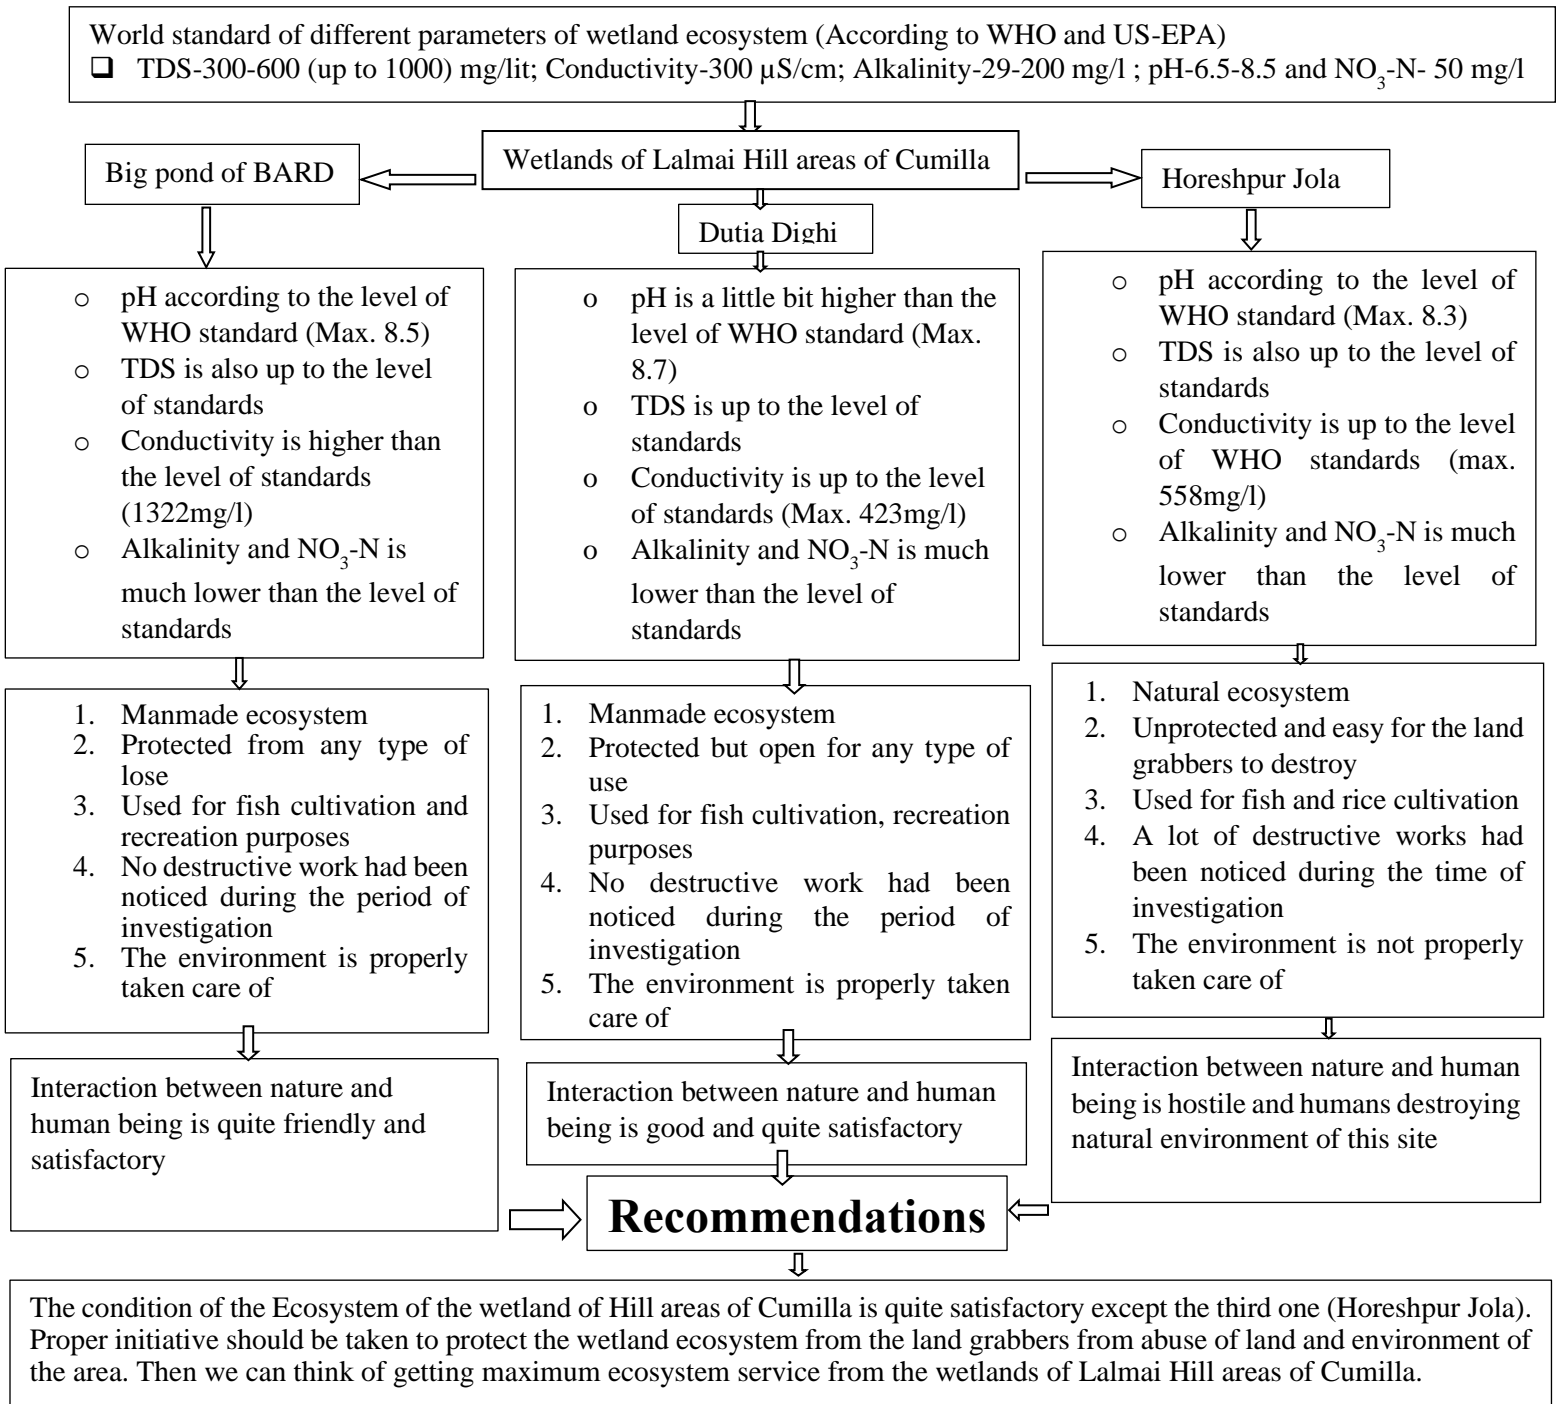 World standard of different parameters of wetland ecosystem (According to WHO and US-EPA)
❑ TDS-300-600 (up to 1000) mg/lit; Conductivity-300 µS/cm; Alkalinity-29-200 mg/l ; pH-6.5-8.5 and NO₃-N- 50 mg/l
Wetlands of Lalmai Hill areas of Cumilla
Big pond of BARD
Dutia Dighi
Horeshpur Jola
o pH according to the level of
WHO standard (Max. 8.5)
o TDS is also up to the level
of standards
o Conductivity is higher than
the level of standards
(1322mg/l)
o Alkalinity and NO₃-N is
much lower than the level of
standards
o pH is a little bit higher than the
level of WHO standard (Max.
8.7)
o TDS is up to the level of
standards
o Conductivity is up to the level
of standards (Max. 423mg/l)
o Alkalinity and NO₃-N is much
lower than the level of
standards
o pH according to the level of
WHO standard (Max. 8.3)
o TDS is also up to the level of
standards
o Conductivity is up to the level
of WHO standards (max.
558mg/l)
o Alkalinity and NO₃-N is much
lower than the level of
standards
1. Manmade ecosystem
2. Protected from any type of
lose
3. Used for fish cultivation and
recreation purposes
4. No destructive work had been
noticed during the period of
investigation
5. The environment is properly
taken care of
1. Manmade ecosystem
2. Protected but open for any type of
use
3. Used for fish cultivation, recreation
purposes
4. No destructive work had been
noticed during the period of
investigation
5. The environment is properly taken
care of
1. Natural ecosystem
2. Unprotected and easy for the land
grabbers to destroy
3. Used for fish and rice cultivation
4. A lot of destructive works had
been noticed during the time of
investigation
5. The environment is not properly
taken care of
Interaction between nature and
human being is quite friendly and
satisfactory
Interaction between nature and human
being is good and quite satisfactory
Interaction between nature and human
being is hostile and humans destroying
natural environment of this site
Recommendations
The condition of the Ecosystem of the wetland of Hill areas of Cumilla is quite satisfactory except the third one (Horeshpur Jola).
Proper initiative should be taken to protect the wetland ecosystem from the land grabbers from abuse of land and environment of
the area. Then we can think of getting maximum ecosystem service from the wetlands of Lalmai Hill areas of Cumilla.